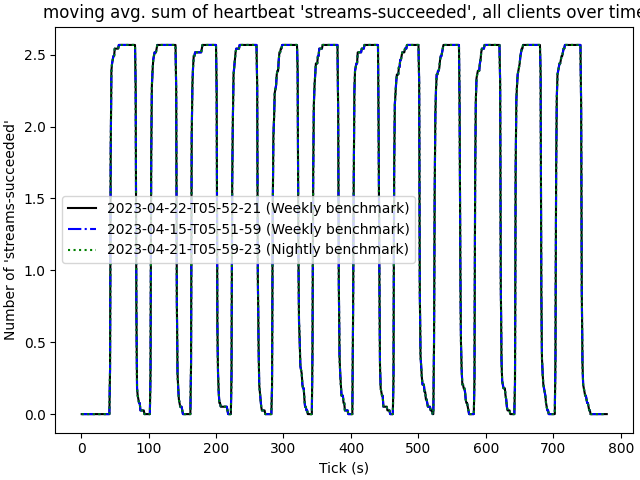 moving avg. sum of heartbeat 'streams-succeeded', all clients over time
Number of 'streams-succeeded'
2.5
2.0
1.5
1.0
0.5
0.0
2023-04-22-T05-52-21 (Weekly benchmark)
2023-04-15-T05-51-59 (Weekly benchmark)
2023-04-21-T05-59-23 (Nightly benchmark)
0 100 200 300 400 500 600 700 800
Tick (s)